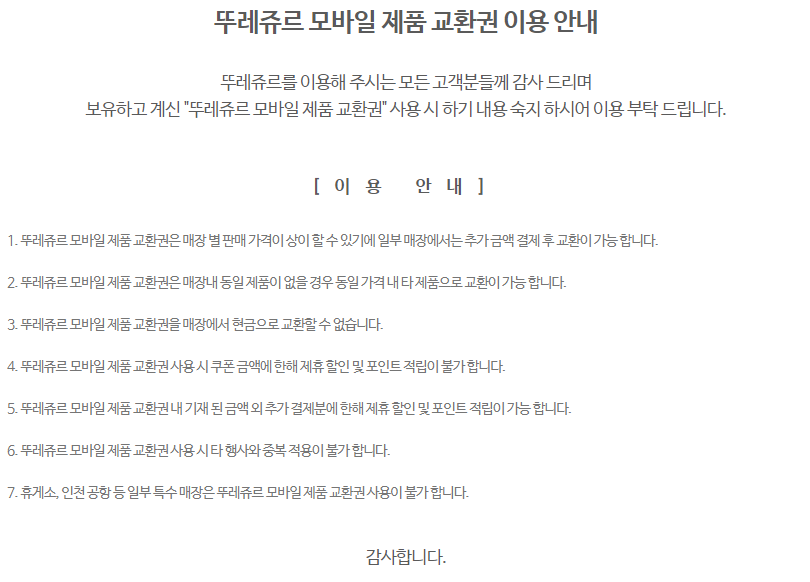 뚜레쥬르 모바일 제품 교환권 이용 안내
뚜레쥬르를 이용해 주시는 모든 고객분들께 감사 드리며
보유하고 계신 "뚜레쥬르 모바일 제품 교환권" 사용 시 하기 내용 숙지 하시어 이용 부탁 드립니다.
[ 이 용 안 내 ]
1. 뚜레쥬르 모바일 제품 교환권은 매장 별 판매 가격이 상이 할 수 있기에 일부 매장에서는 추가 금액 결제 후 교환이 가능 합니다.
2. 뚜레쥬르 모바일 제품 교환권은 매장내 동일 제품이 없을 경우 동일 가격 내 타 제품으로 교환이 가능 합니다.
3. 뚜레쥬르 모바일 제품 교환권을 매장에서 현금으로 교환할 수 없습니다.
4. 뚜레쥬르 모바일 제품 교환권 사용 시 쿠폰 금액에 한해 제휴 할인 및 포인트 적립이 불가 합니다.
5. 뚜레쥬르 모바일 제품 교환권 내 기재 된 금액 외 추가 결제분에 한해 제휴 할인 및 포인트 적립이 가능 합니다.
6. 뚜레쥬르 모바일 제품 교환권 사용 시 타 행사와 중복 적용이 불가 합니다.
7. 휴게소, 인천 공항 등 일부 특수 매장은 뚜레쥬르 모바일 제품 교환권 사용이 불가 합니다.
감사합니다.